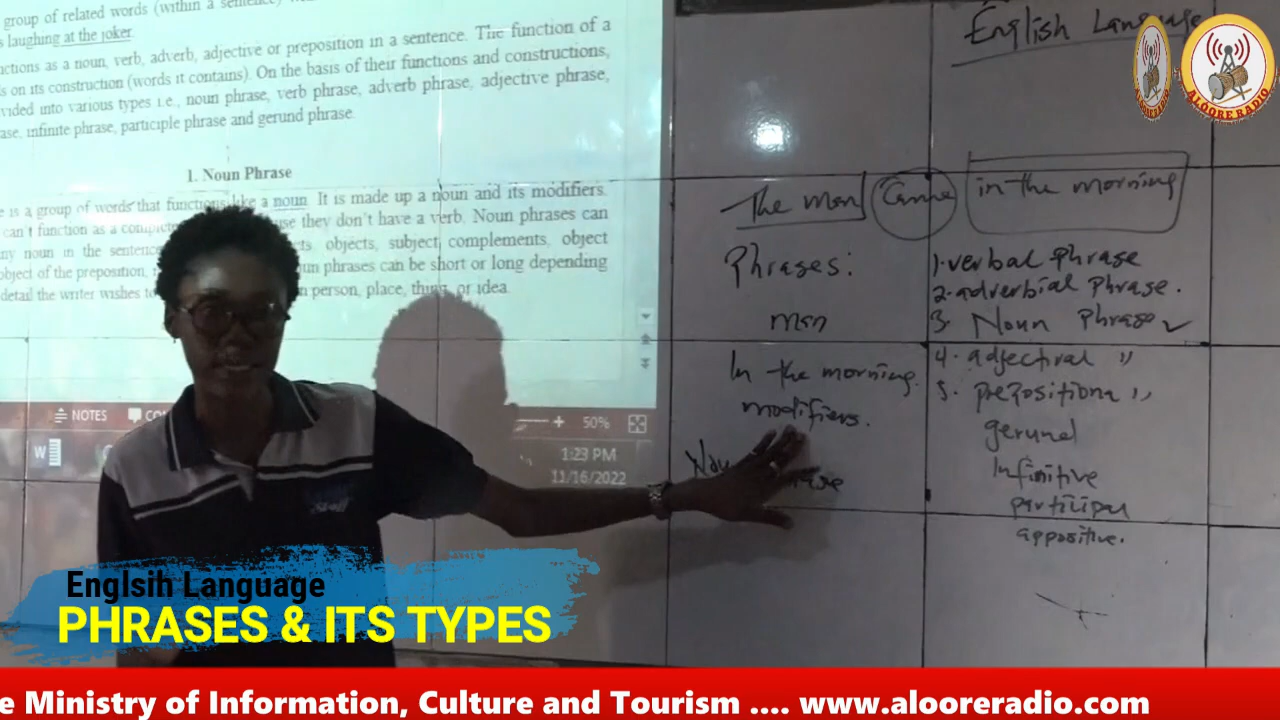 group of related words (within a sentence)
s laughing at the joker.
ctions as a noun, verb, adverb, adjective or preposition in a sentence. The function of a
s on its construction (words it contains). On the basis of their functions and constructions,
vided into various types i.e., noun phrase, verb phrase, adverb phrase, adjective phrase,
ase, infinite phrase, participle phrase and gerund phrase.
1. Noun Phrase
e is a group of words that functions like a noun. It is made up a noun and its modifiers.
can't function as a complete use they don't have a verb. Noun phrases can
ny noun in the sentence cts objects, subject complements, object
object of the preposition, un phrases can be short or long depending
detail the writer wishes to n person, place, thing, or idea.
NOTES
50%
1:23 PM
11/16/2022
English Language
The man came in the morning
Phrases:
man
In the morning.
modifiers.
1. verbal phrase
2. adverbial phrase.
3. Noun phrase
4. adjectival "
5. prepositiona "
gerund
Infinitive
participal
appositive.
ALOORE RADIO
ALOORE RADIO
Englsih Language
PHRASES & ITS TYPES
e Ministry of Information, Culture and Tourism .... www.alooreradio.com